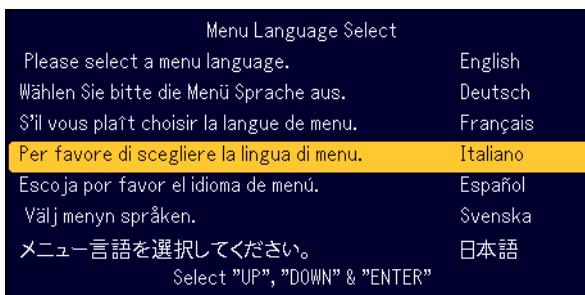 Menu Language Select
Please select a menu language. English
Wählen Sie bitte die Menü Sprache aus. Deutsch
S'il vous plaît choisir la langue de menu. Français
Per favore di scegliere la lingua di menu. Italiano
Escoja por favor el idioma de menú. Español
Välj menyn språken. Svenska
メニュー言語を選択してください。 日本語
Select "UP", "DOWN" & "ENTER"